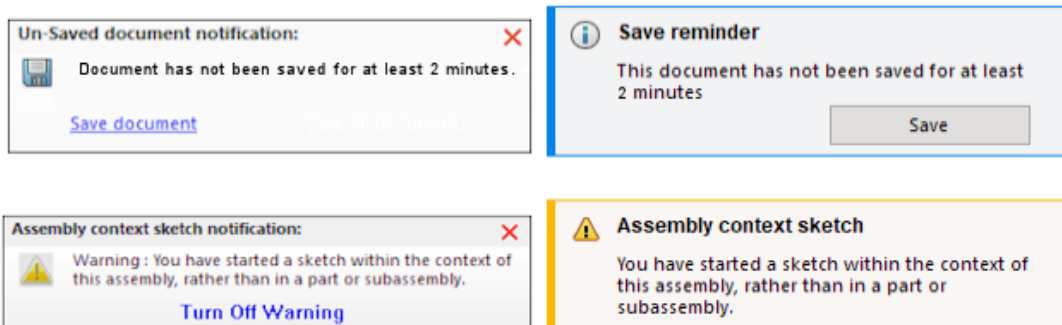 Un-Saved document notification:
Document has not been saved for at least 2 minutes.
Save document
Save reminder
This document has not been saved for at least
2 minutes
Save
Assembly context sketch notification:
Warning : You have started a sketch within the context of
this assembly, rather than in a part or subassembly.
Turn Off Warning
Assembly context sketch
You have started a sketch within the context of
this assembly, rather than in a part or
subassembly.